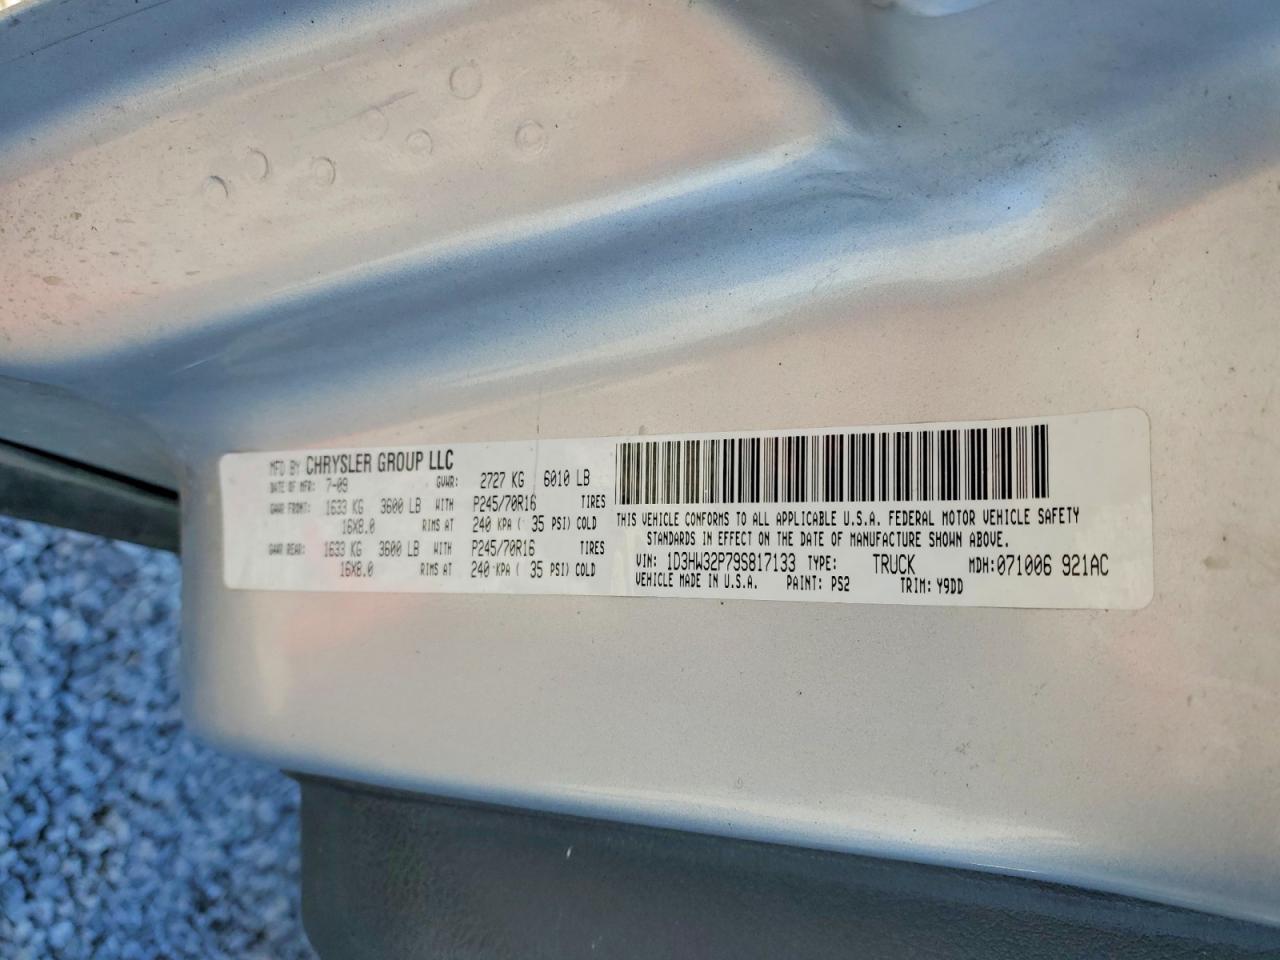 MFD BY CHRYSLER GROUP LLC
DATE OF MFR: 7-09 GVWR: 2727 KG 6010 LB
GAWR FRONT: 1633 KG 3600 LB WITH P245/70R16 TIRES
16X8.0 RIMS AT 240 KPA ( 35 PSI) COLD
GAWR REAR: 1633 KG 3600 LB WITH P245/70R16 TIRES
16X8.0 RIMS AT 240 KPA ( 35 PSI) COLD
THIS VEHICLE CONFORMS TO ALL APPLICABLE U.S.A. FEDERAL MOTOR VEHICLE SAFETY
STANDARDS IN EFFECT ON THE DATE OF MANUFACTURE SHOWN ABOVE.
VIN: 1D3HW32P79S817133 TYPE: TRUCK MDH:071006 921AC
VEHICLE MADE IN U.S.A. PAINT: PS2 TRIM: Y9DD